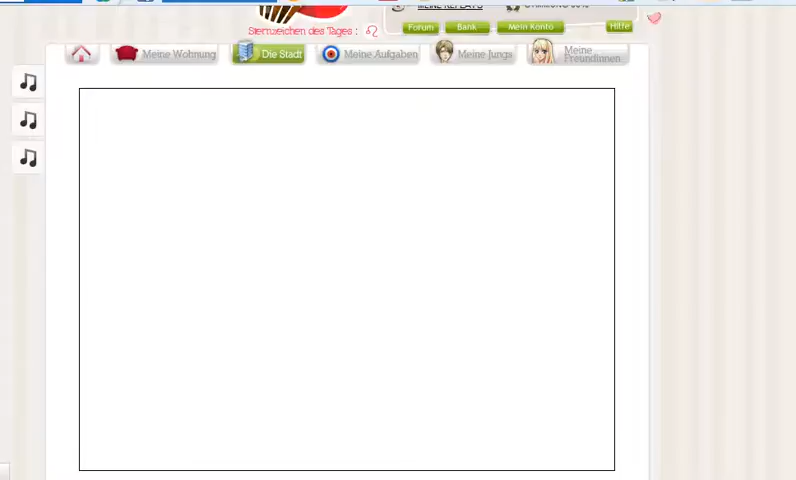 MEINE REPLAYS
Sternzeichen des Tages :
Forum
Bank
Mein Konto
Hilfe
Meine Wohnung
Die Stadt
Meine Aufgaben
Meine Jungs
Meine
Freundinnen